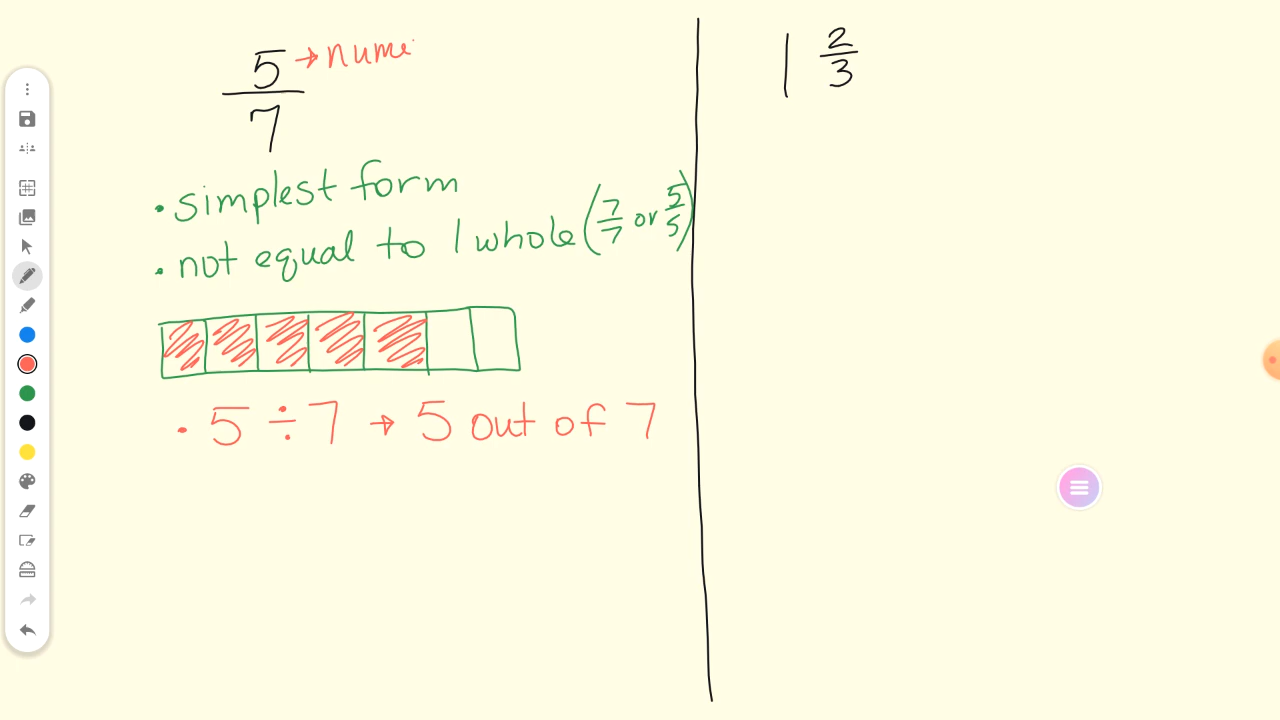 5/7 → nume
• simplest form
• not equal to 1 whole (7/7 or 5/5)
• 5 ÷ 7 → 5 out of 7
1 2/3